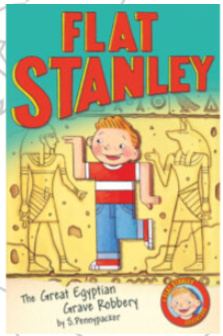 FLAT
STANLEY
The Great Egyptian
Grave Robbery
by S. Pennypacker